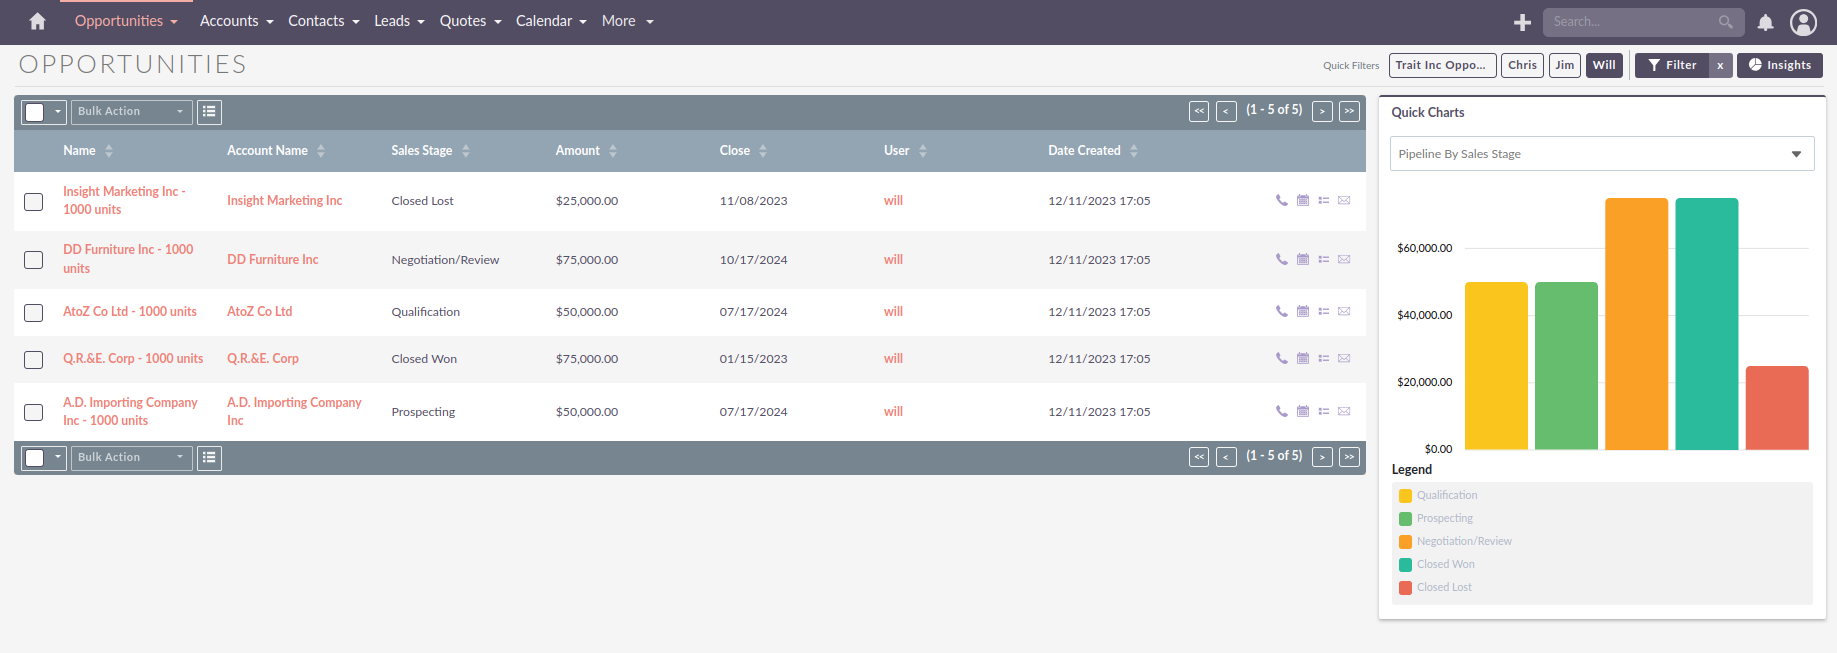 Opportunities Accounts Contacts Leads Quotes Calendar More Search...
OPPORTUNITIES
Quick Filters Trait Inc Oppo... Chris Jim Will Filter x Insights
Bulk Action << < (1 - 5 of 5) > >>
Name Account Name Sales Stage Amount Close User Date Created
Insight Marketing Inc -
1000 units
Insight Marketing Inc Closed Lost $25,000.00 11/08/2023 will 12/11/2023 17:05
DD Furniture Inc - 1000
units
DD Furniture Inc Negotiation/Review $75,000.00 10/17/2024 will 12/11/2023 17:05
AtoZ Co Ltd - 1000 units AtoZ Co Ltd Qualification $50,000.00 07/17/2024 will 12/11/2023 17:05
Q.R.&E. Corp - 1000 units Q.R.&E. Corp Closed Won $75,000.00 01/15/2023 will 12/11/2023 17:05
A.D. Importing Company
Inc - 1000 units
A.D. Importing Company
Inc
Prospecting $50,000.00 07/17/2024 will 12/11/2023 17:05
Bulk Action << < (1 - 5 of 5) > >>
Quick Charts
Pipeline By Sales Stage
$60,000.00
$40,000.00
$20,000.00
$0.00
Legend
Qualification
Prospecting
Negotiation/Review
Closed Won
Closed Lost